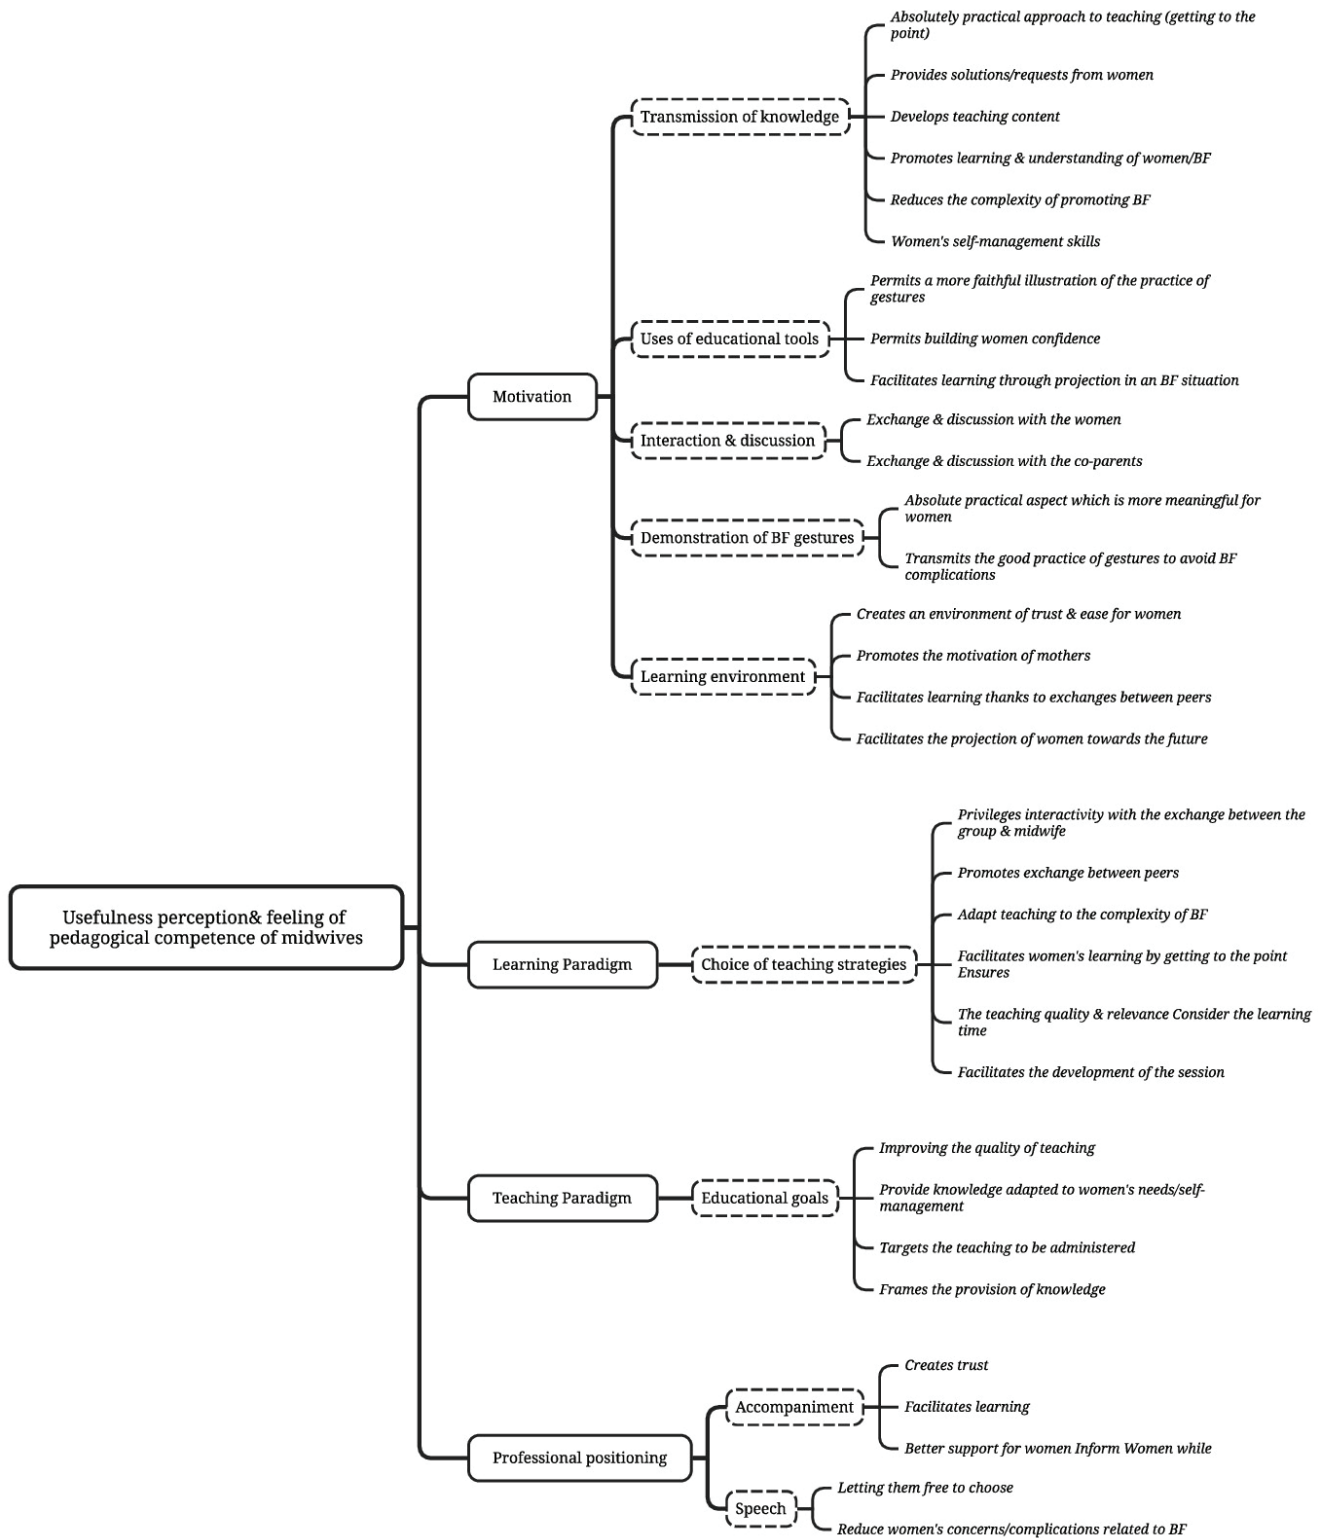 Absolutely practical approach to teaching (getting to the
point)
Provides solutions/requests from women
Transmission of knowledge
Develops teaching content
Promotes learning & understanding of women/BF
Reduces the complexity of promoting BF
Women's self-management skills
Permits a more faithful illustration of the practice of
gestures
Uses of educational tools
Permits building women confidence
Facilitates learning through projection in an BF situation
Motivation
Interaction & discussion
Exchange & discussion with the women
Exchange & discussion with the co-parents
Demonstration of BF gestures
Absolute practical aspect which is more meaningful for
women
Transmits the good practice of gestures to avoid BF
complications
Learning environment
Creates an environment of trust & ease for women
Promotes the motivation of mothers
Facilitates learning thanks to exchanges between peers
Facilitates the projection of women towards the future
Usefulness perception& feeling of
pedagogical competence of midwives
Learning Paradigm
Choice of teaching strategies
Privileges interactivity with the exchange between the
group & midwife
Promotes exchange between peers
Adapt teaching to the complexity of BF
Facilitates women's learning by getting to the point
Ensures
The teaching quality & relevance Consider the learning
time
Facilitates the development of the session
Teaching Paradigm
Educational goals
Improving the quality of teaching
Provide knowledge adapted to women's needs/self-
management
Targets the teaching to be administered
Frames the provision of knowledge
Professional positioning
Accompaniment
Creates trust
Facilitates learning
Better support for women Inform Women while
Speech
Letting them free to choose
Reduce women's concerns/complications related to BF